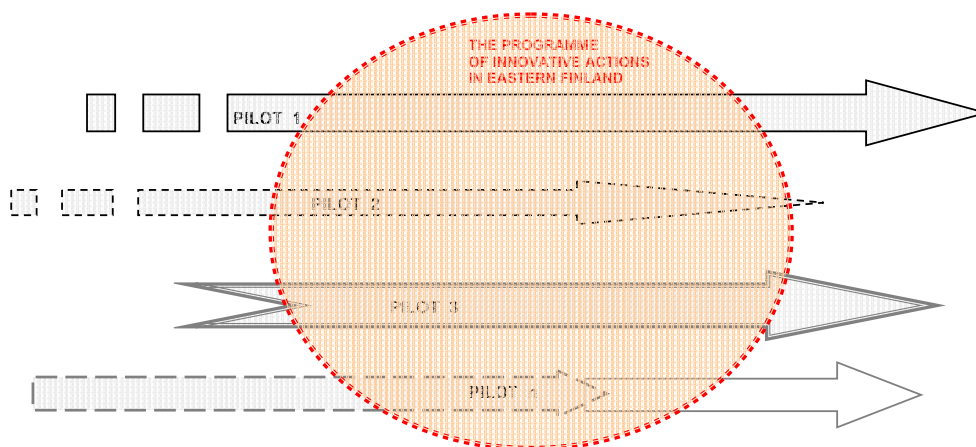 THE PROGRAMME
OF INNOVATIVE ACTIONS
IN EASTERN FINLAND
PILOT 1
PILOT 2
PILOT 3
PILOT 4